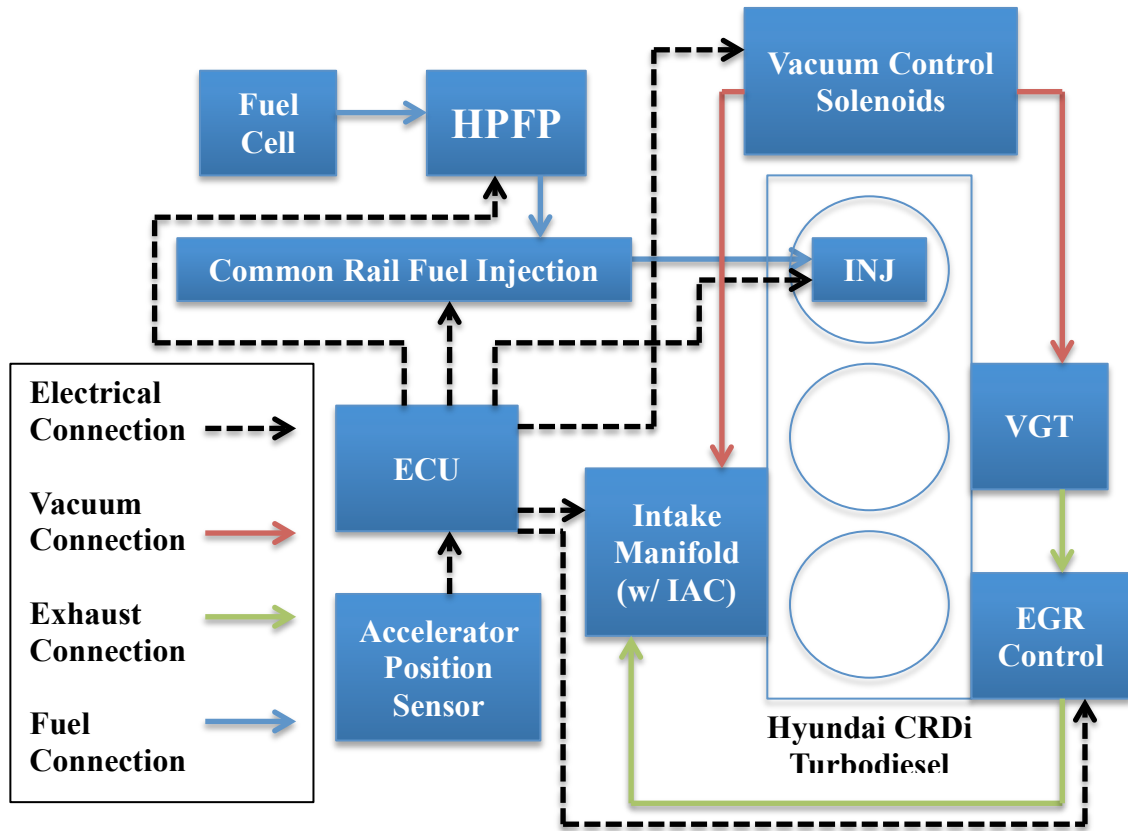 Vacuum Control
Solenoids
Fuel
Cell
HPFP
Common Rail Fuel Injection
INJ
Electrical
Connection
Vacuum
Connection
Exhaust
Connection
Fuel
Connection
ECU
VGT
Intake
Manifold
(w/ IAC)
Accelerator
Position
Sensor
EGR
Control
Hyundai CRDi
Turbodiesel